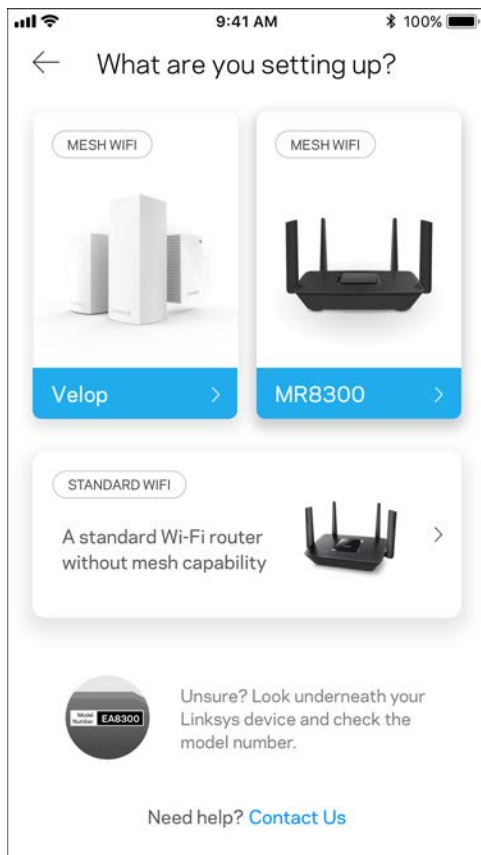 9:41 AM
100%
What are you setting up?
MESH WIFI
MESH WIFI
Velop
MR8300
STANDARD WIFI
A standard Wi-Fi router
without mesh capability
Model
Number
EA8300
Unsure? Look underneath your
Linksys device and check the
model number.
Need help? Contact Us